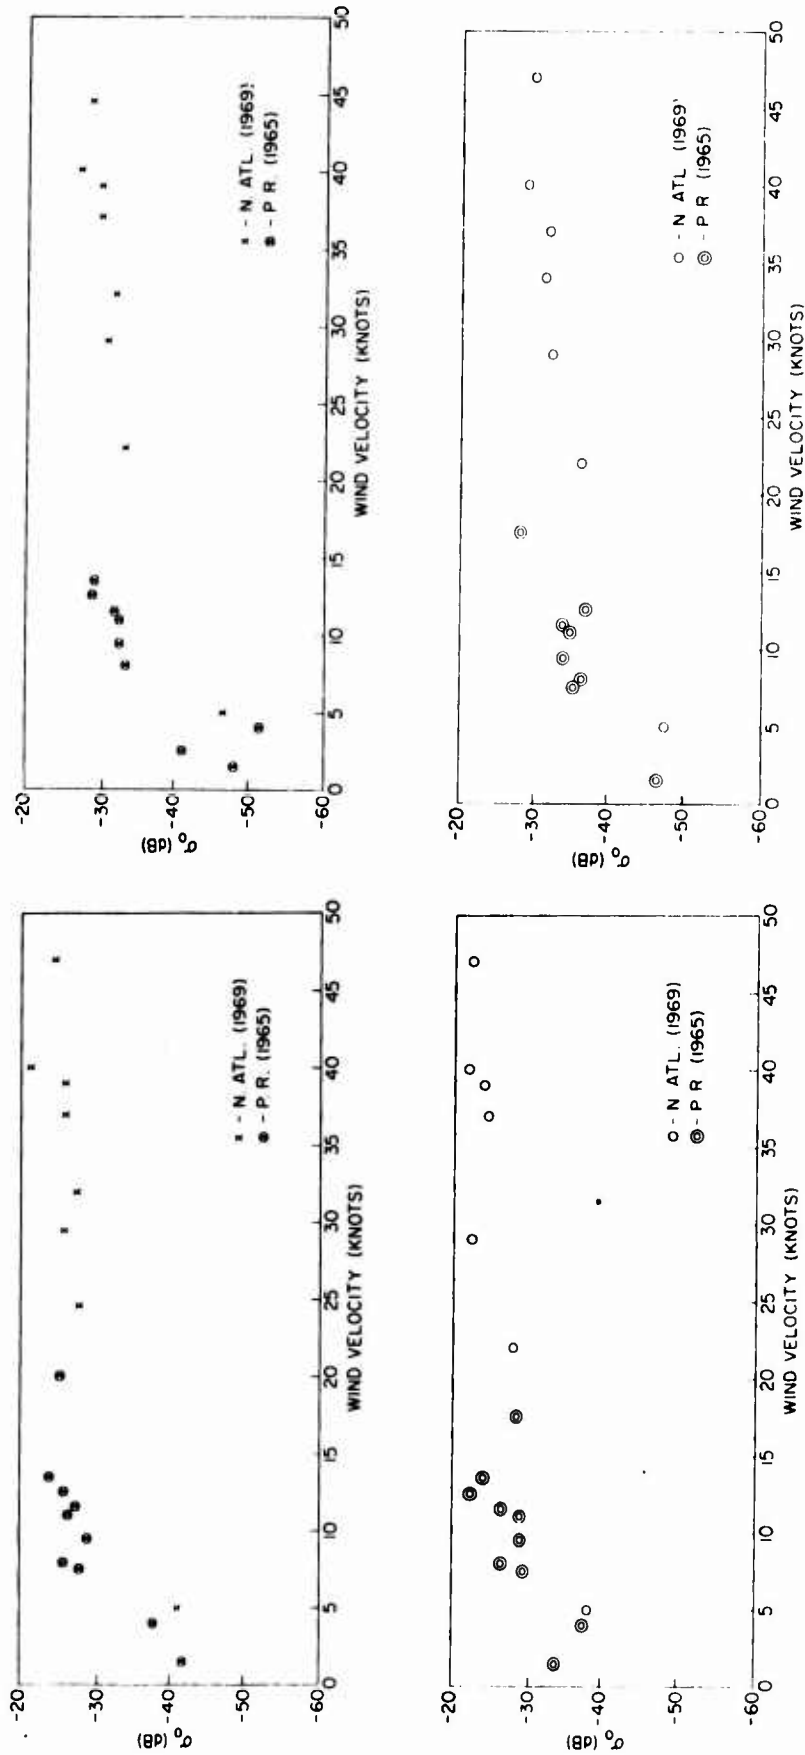 -20
-30
-40
-50
-60
σ₀ (dB)
0 5 10 15 20 25 30 35 40 45 50
WIND VELOCITY (KNOTS)
x - N. ATL. (1969)
⊗ - P. R. (1965)
-20
-30
-40
-50
-60
σ₀ (dB)
0 5 10 15 20 25 30 35 40 45 50
WIND VELOCITY (KNOTS)
x - N. ATL. (1969)
⊗ - P R. (1965)
-20
-30
-40
-50
-60
σ₀ (dB)
0 5 10 15 20 25 30 35 40 45 50
WIND VELOCITY (KNOTS)
O - N ATL. (1969)
◎ - P R (1965)
-20
-30
-40
-50
-60
σ₀ (dB)
0 5 10 15 20 25 30 35 40 45 50
WIND VELOCITY (KNOTS)
O - N ATL (1969'
◎ - P R (1965)